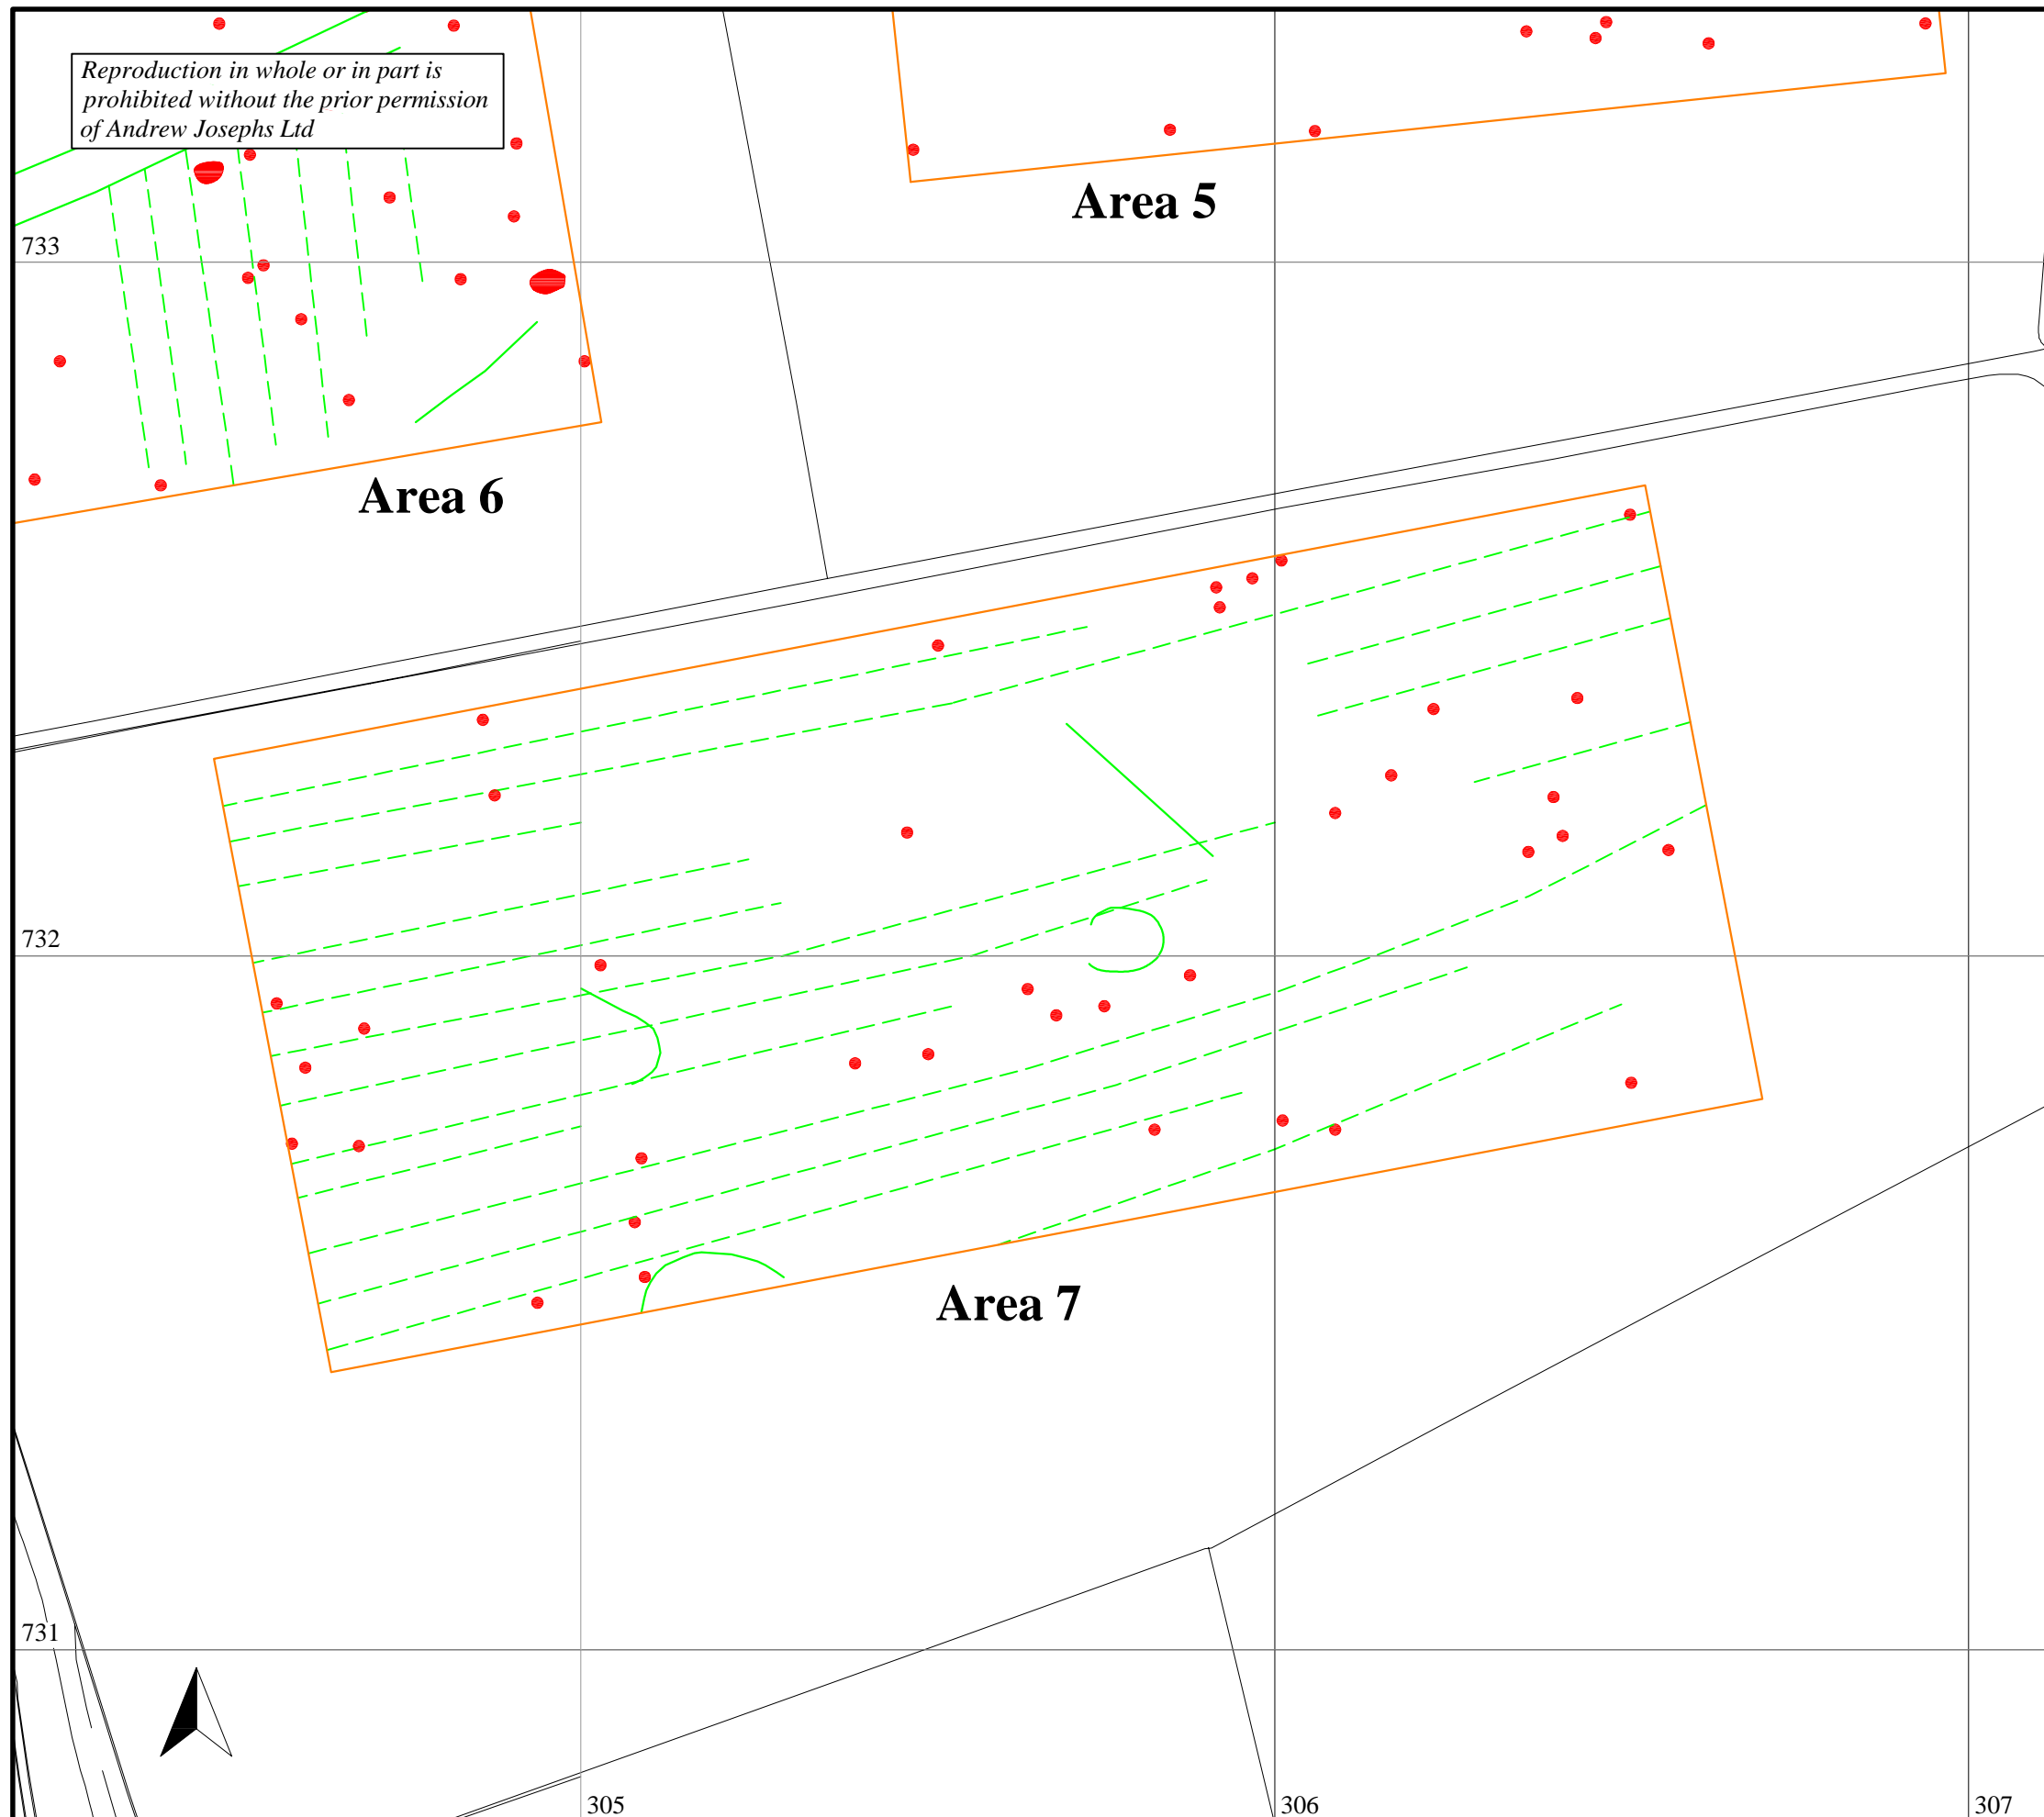 Reproduction in whole or in part is
prohibited without the prior permission
of Andrew Josephs Ltd
Area 5
733
Area 6
732
Area 7
731
305
306
307